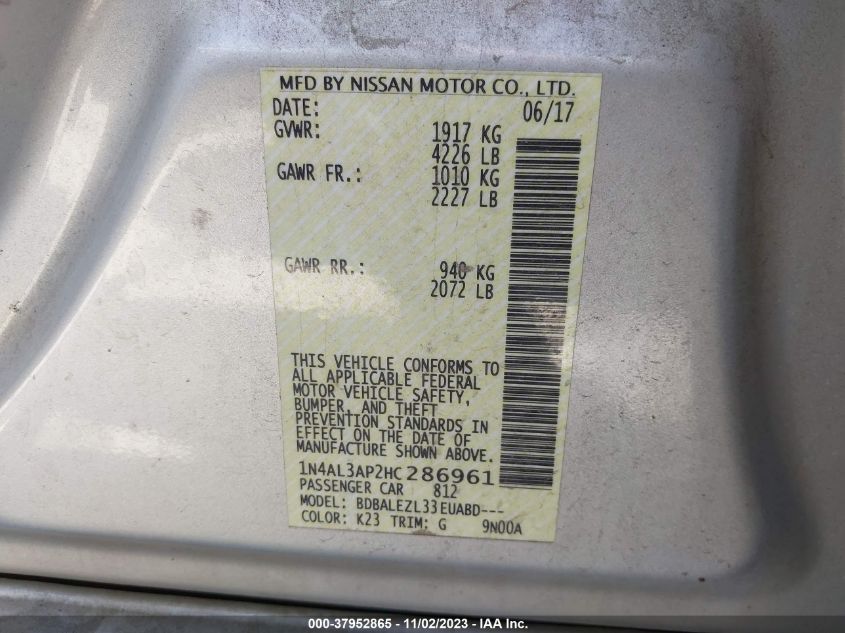 MFD BY NISSAN MOTOR CO., LTD.
DATE: 06/17
GVWR: 1917 KG
4226 LB
GAWR FR.: 1010 KG
2227 LB
GAWR RR.: 940 KG
2072 LB
THIS VEHICLE CONFORMS TO
ALL APPLICABLE FEDERAL
MOTOR VEHICLE SAFETY,
BUMPER, AND THEFT
PREVENTION STANDARDS IN
EFFECT ON THE DATE OF
MANUFACTURE SHOWN ABOVE.
1N4AL3AP2HC286961
PASSENGER CAR 812
MODEL: BDBALEZL33EUABD---
COLOR: K23 TRIM: G 9N00A
000-37952865 - 11/02/2023 - IAA Inc.